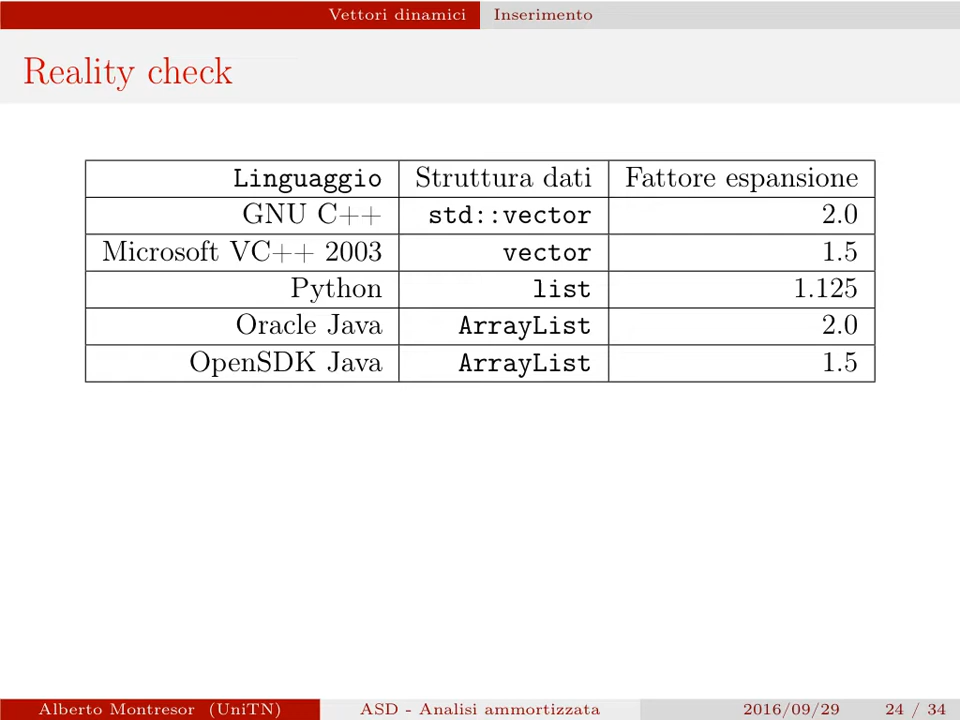 Vettori dinamici Inserimento
Reality check
Linguaggio Struttura dati Fattore espansione
GNU C++ std::vector 2.0
Microsoft VC++ 2003 vector 1.5
Python list 1.125
Oracle Java ArrayList 2.0
OpenSDK Java ArrayList 1.5
Alberto Montresor (UniTN) ASD - Analisi ammortizzata 2016/09/29 24 / 34